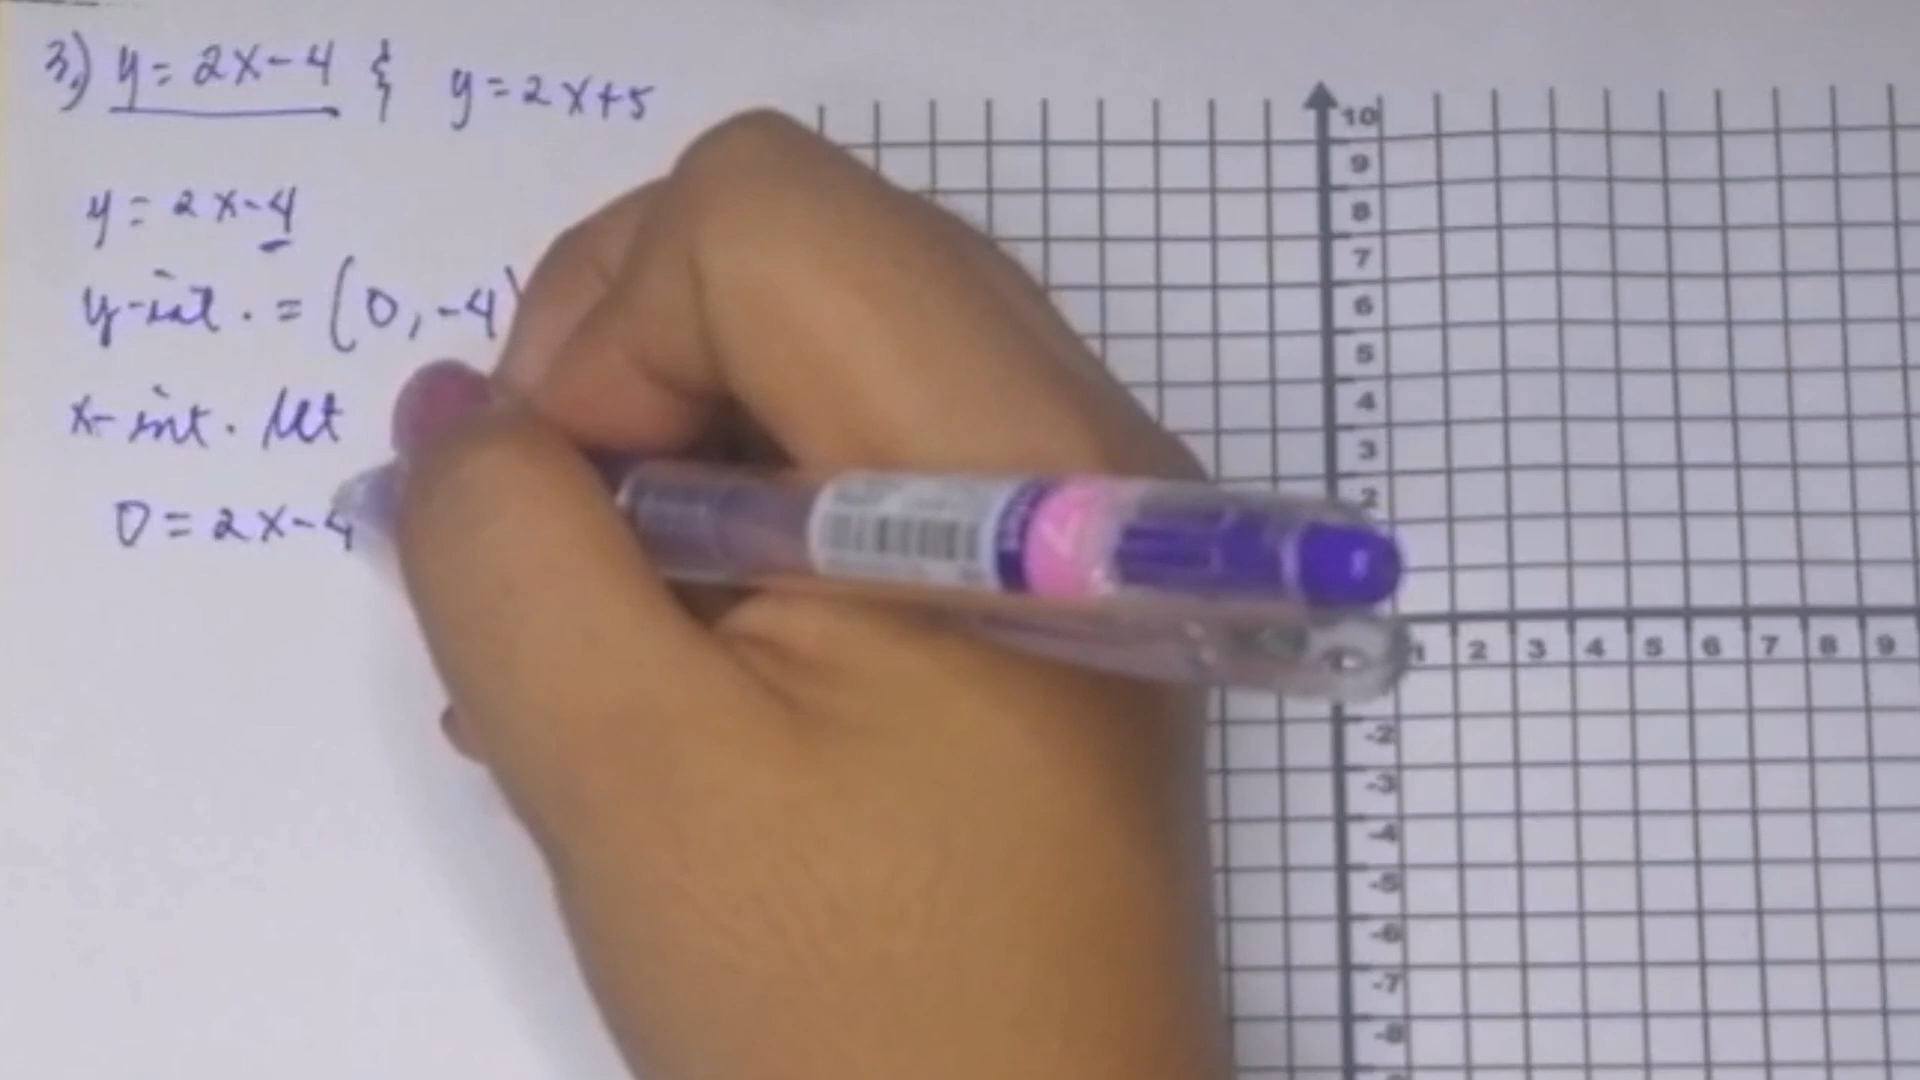 3.) y = 2x - 4 & y = 2x + 5
y = 2x - 4
y-int. = (0, -4)
x-int. let
0 = 2x - 4
10
9
8
7
6
5
4
3
2
1 2 3 4 5 6 7 8 9
-2
-3
-4
-5
-6
-7
-8